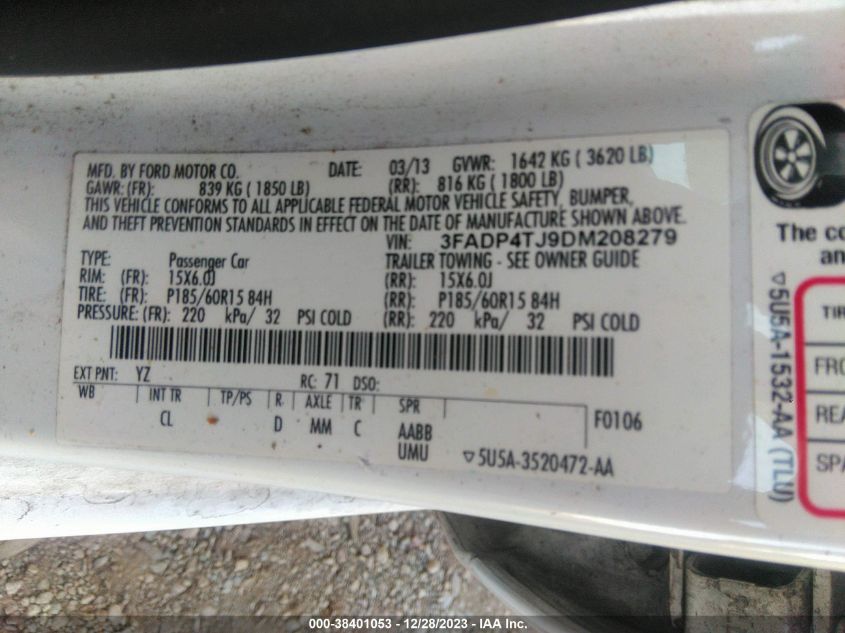 MFD. BY FORD MOTOR CO. DATE: 03/13 GVWR: 1642 KG ( 3620 LB)
GAWR: (FR): 839 KG ( 1850 LB) (RR): 816 KG ( 1800 LB)
THIS VEHICLE CONFORMS TO ALL APPLICABLE FEDERAL MOTOR VEHICLE SAFETY, BUMPER,
AND THEFT PREVENTION STANDARDS IN EFFECT ON THE DATE OF MANUFACTURE SHOWN ABOVE.
VIN: 3FADP4TJ9DM208279
TYPE: Passenger Car TRAILER TOWING - SEE OWNER GUIDE
RIM: (FR): 15X6.0J (RR): 15X6.0J
TIRE: (FR): P185/60R15 84H (RR): P185/60R15 84H
PRESSURE: (FR): 220 kPa/ 32 PSI COLD (RR): 220 kPa/ 32 PSI COLD
EXT PNT: YZ RC: 71 DSO:
WB INT TR TP/PS R AXLE TR SPR
CL D MM C AABB F0106
UMU ▽5U5A-3520472-AA
▽5U5A-1532-AA (TLU)
The co
an
TIR
FRO
REA
SPA
000-38401053 - 12/28/2023 - IAA Inc.